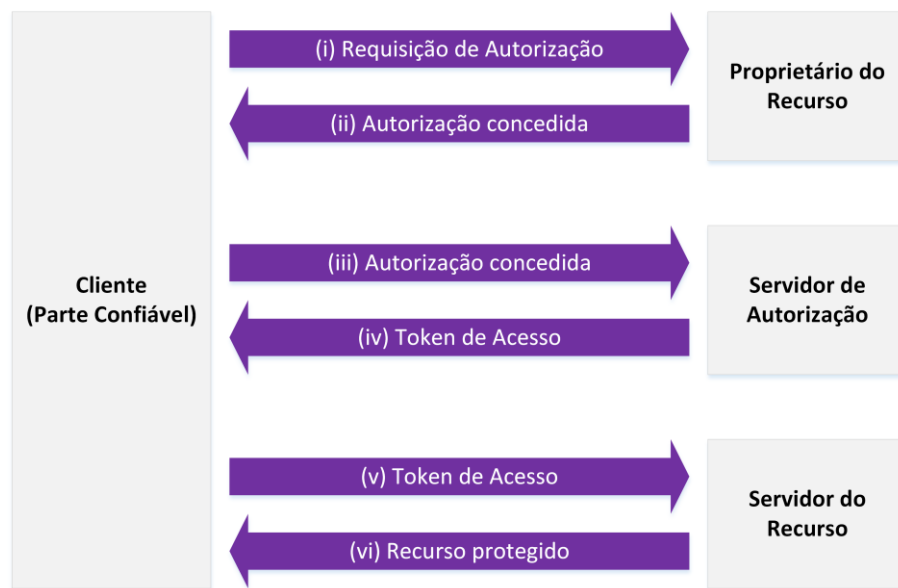 (i) Requisição de Autorização
Proprietário do
Recurso
(ii) Autorização concedida
Cliente
(Parte Confiável)
(iii) Autorização concedida
Servidor de
Autorização
(iv) Token de Acesso
(v) Token de Acesso
Servidor do
Recurso
(vi) Recurso protegido